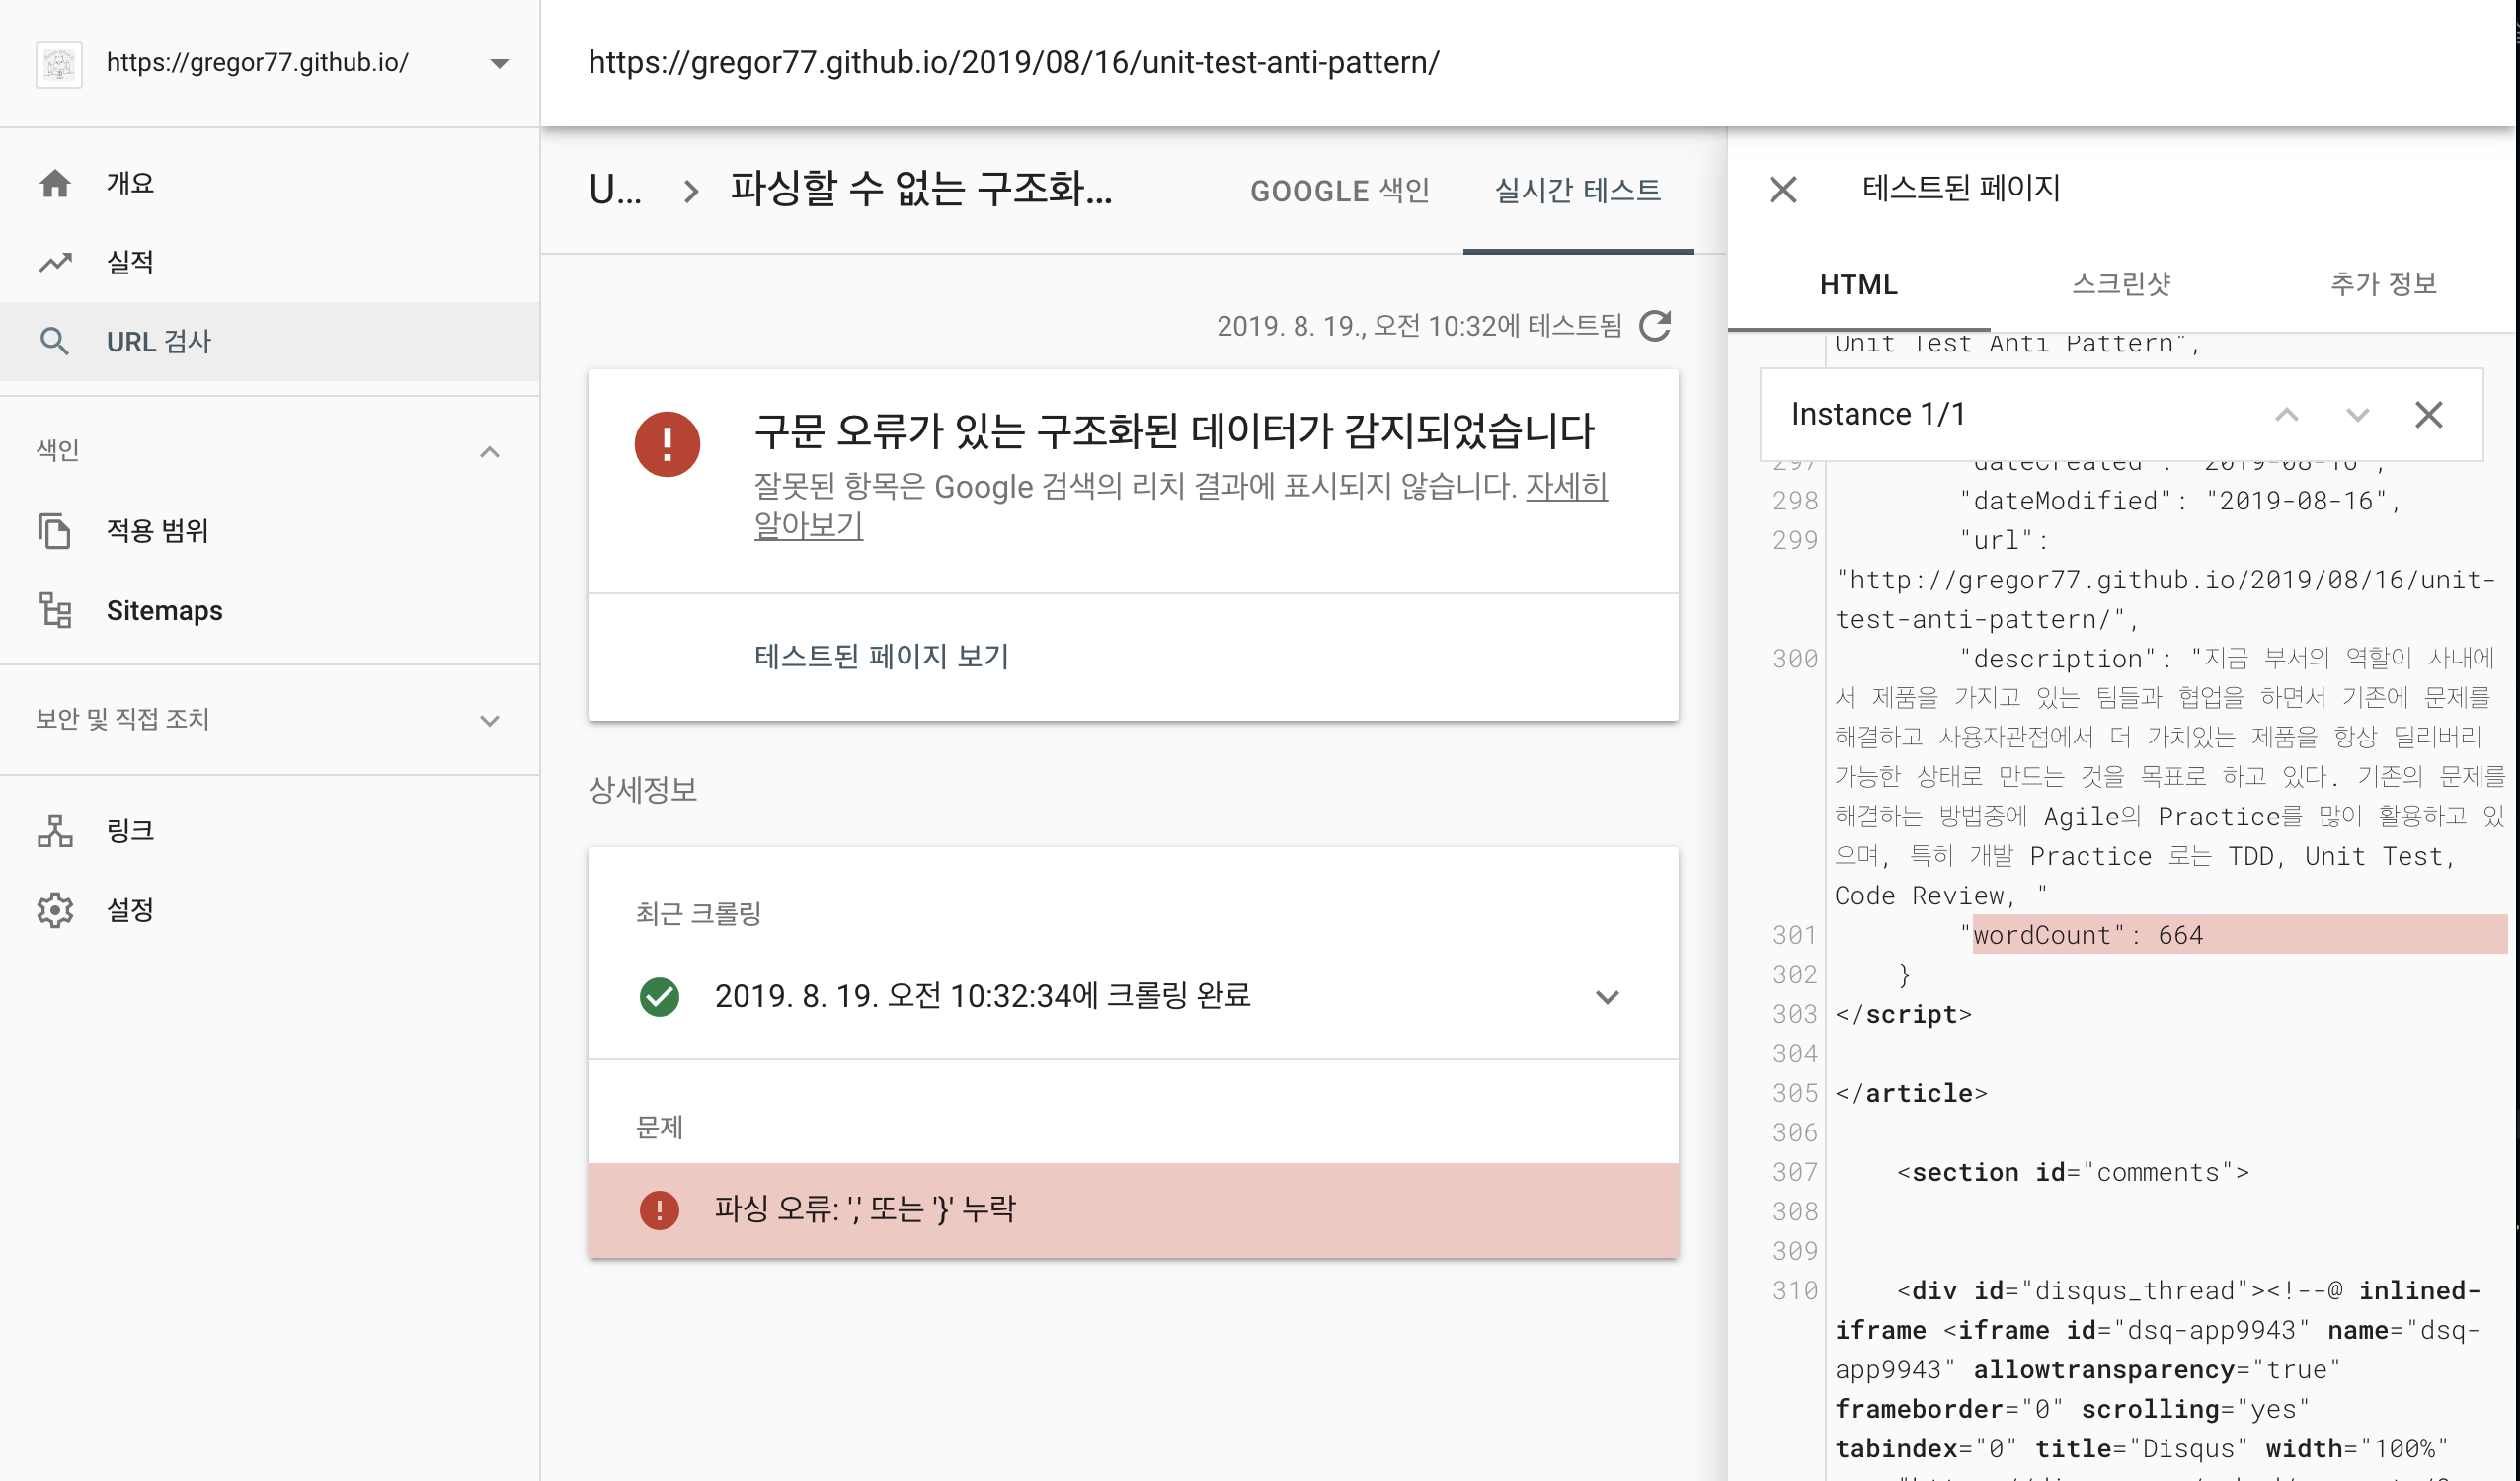 https://gregor77.github.io/
https://gregor77.github.io/2019/08/16/unit-test-anti-pattern/
개요
실적
URL 검사
색인
적용 범위
Sitemaps
보안 및 직접 조치
링크
설정
U...
파싱할 수 없는 구조화...
GOOGLE 색인
실시간 테스트
2019. 8. 19., 오전 10:32에 테스트됨
구문 오류가 있는 구조화된 데이터가 감지되었습니다
잘못된 항목은 Google 검색의 리치 결과에 표시되지 않습니다. 자세히
알아보기
테스트된 페이지 보기
상세정보
최근 크롤링
2019. 8. 19. 오전 10:32:34에 크롤링 완료
문제
파싱 오류: ',' 또는 '}' 누락
테스트된 페이지
HTML
스크린샷
추가 정보
Unit Test Anti Pattern",
Instance 1/1
297 "dateCreated": "2019-08-16",
298 "dateModified": "2019-08-16",
299 "url":
"http://gregor77.github.io/2019/08/16/unit-
test-anti-pattern/",
300 "description": "지금 부서의 역할이 사내에
서 제품을 가지고 있는 팀들과 협업을 하면서 기존에 문제를
해결하고 사용자관점에서 더 가치있는 제품을 항상 딜리버리
가능한 상태로 만드는 것을 목표로 하고 있다. 기존의 문제를
해결하는 방법중에 Agile의 Practice를 많이 활용하고 있
으며, 특히 개발 Practice 로는 TDD, Unit Test,
Code Review, "
301 "wordCount": 664
302 }
303 </script>
304
305 </article>
306
307 <section id="comments">
308
309
310 <div id="disqus_thread"><!--@ inlined-
iframe <iframe id="dsq-app9943" name="dsq-
app9943" allowtransparency="true"
frameborder="0" scrolling="yes"
tabindex="0" title="Disqus" width="100%"